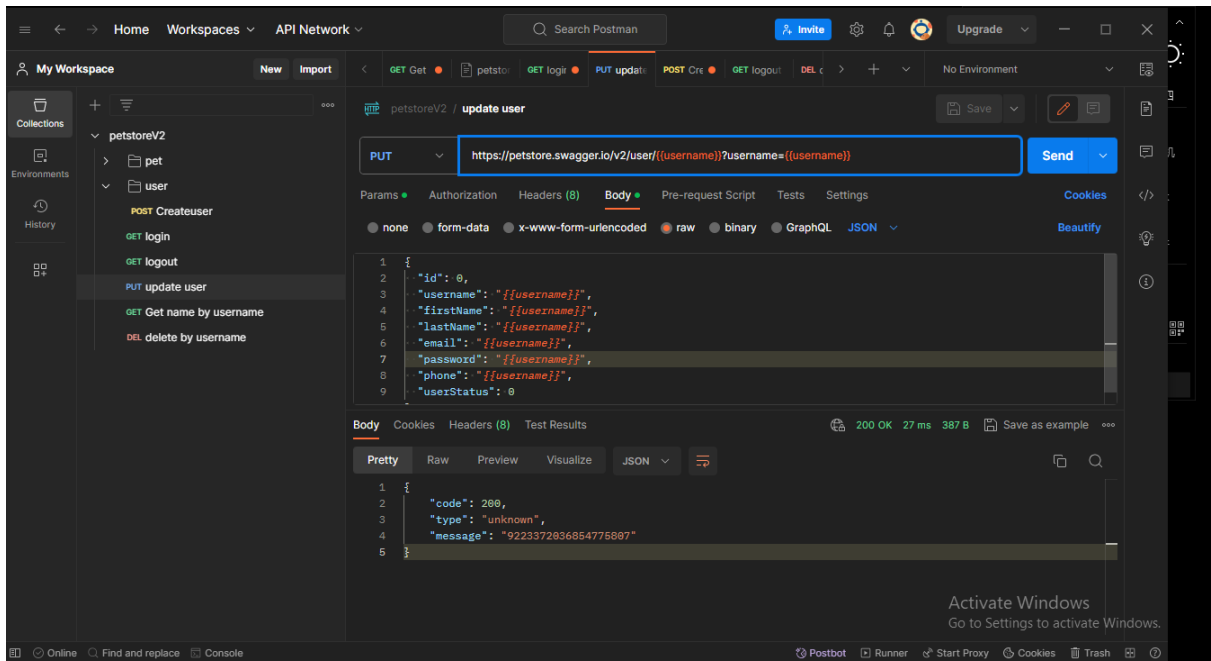 Home Workspaces API Network Search Postman Invite Upgrade
My Workspace New Import GET Get petstor GET login POST Cre GET logout DEL No Environment
PUT update
Collections
Environments
History
petstoreV2
pet
user
POST Createuser
GET login
GET logout
PUT update user
GET Get name by username
DEL delete by username
HTTP petstoreV2 / update user Save
PUT https://petstore.swagger.io/v2/user/{{username}}?username={{username}} Send
Params Authorization Headers (8) Body Pre-request Script Tests Settings Cookies
none form-data x-www-form-urlencoded raw binary GraphQL JSON Beautify
1 {
2 "id": 0,
3 "username": "{{username}}",
4 "firstName": "{{username}}",
5 "lastName": "{{username}}",
6 "email": "{{username}}",
7 "password": "{{username}}",
8 "phone": "{{username}}",
9 "userStatus": 0
Body Cookies Headers (8) Test Results 200 OK 27 ms 387 B Save as example
Pretty Raw Preview Visualize JSON
1 {
2 "code": 200,
3 "type": "unknown",
4 "message": "9223372036854775807"
5 }
Activate Windows
Go to Settings to activate Windows.
Online Find and replace Console Postbot Runner Start Proxy Cookies Trash